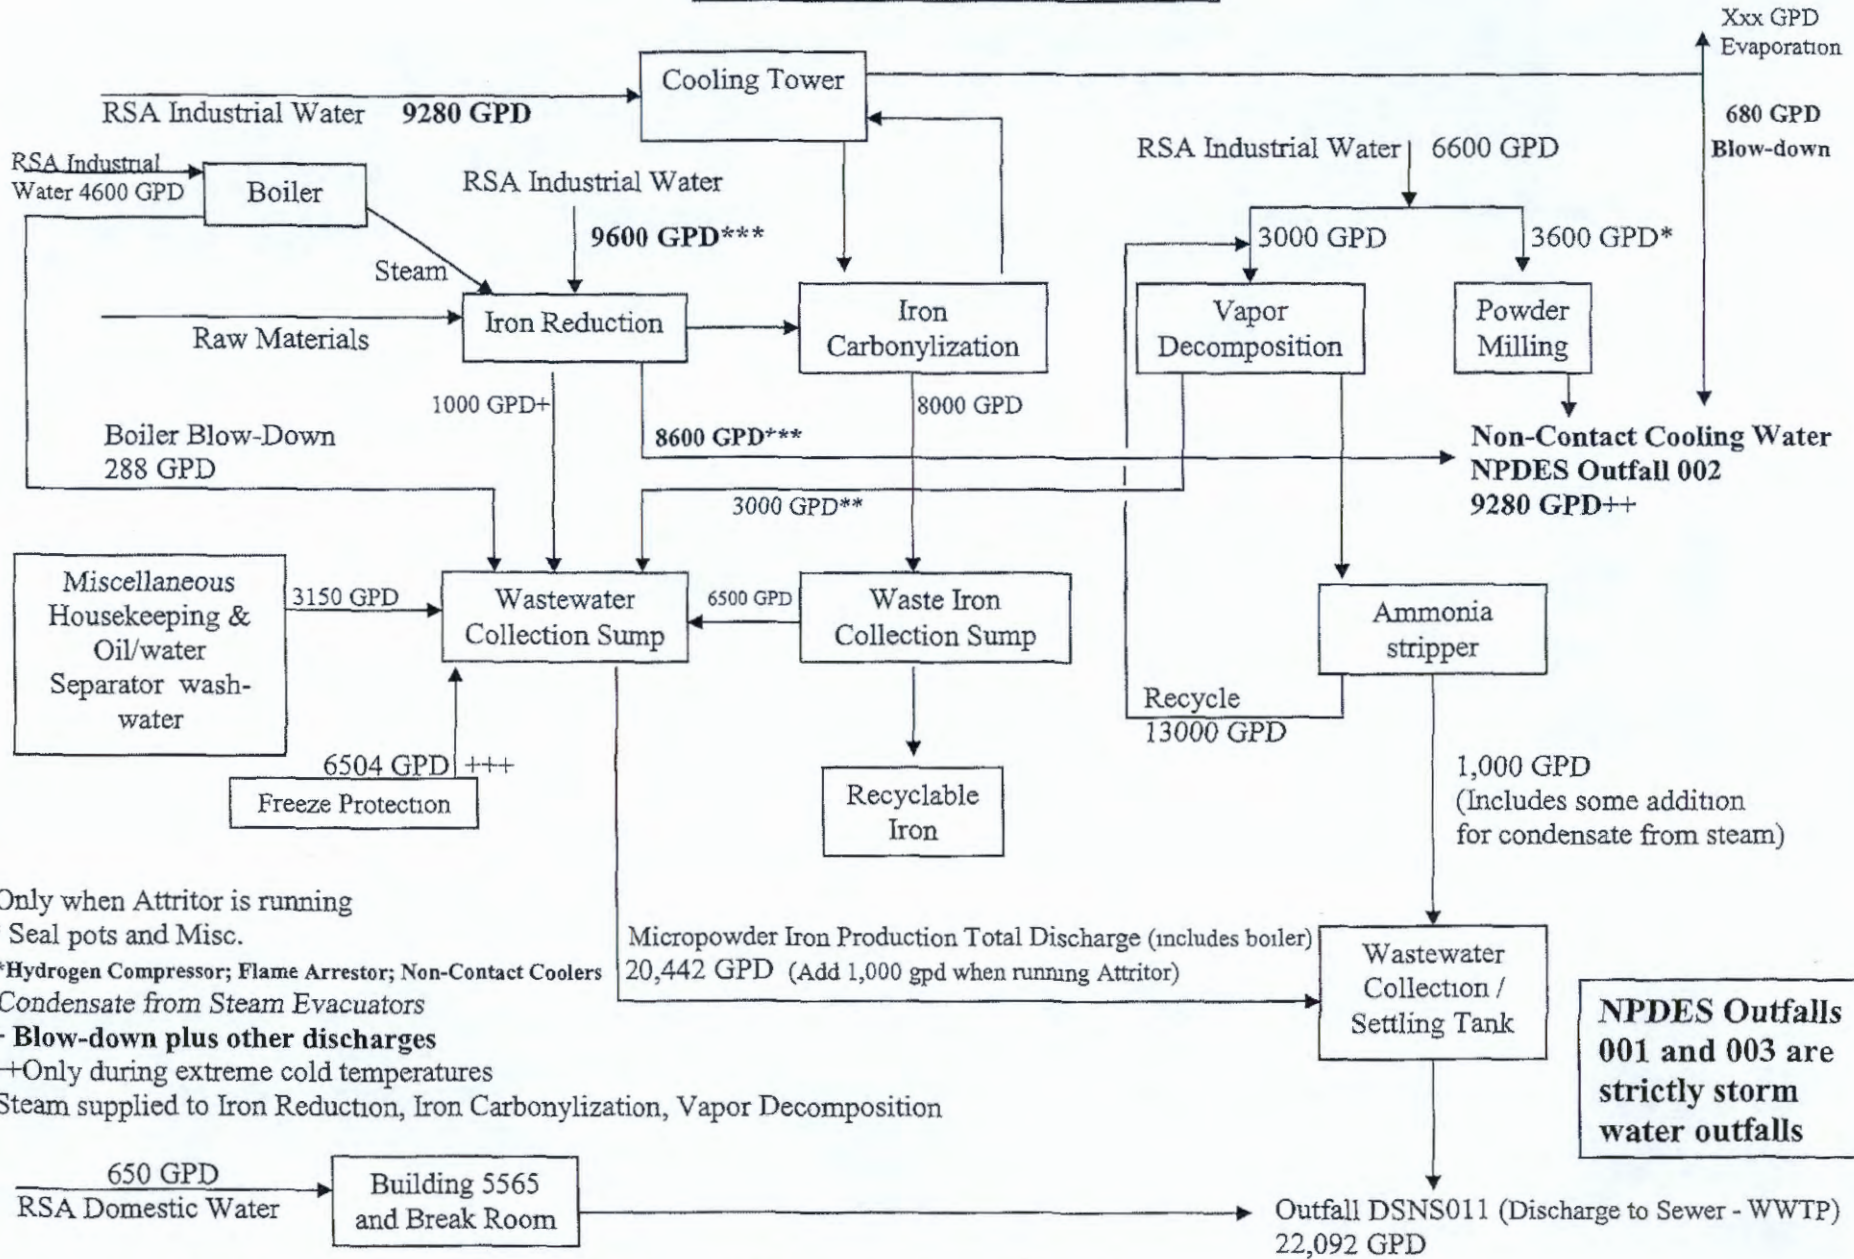 Xxx GPD
Evaporation
Cooling Tower
RSA Industrial Water 9280 GPD
680 GPD
Blow-down
RSA Industrial
Water 4600 GPD
Boiler
RSA Industrial Water
9600 GPD***
RSA Industrial Water 6600 GPD
3000 GPD
3600 GPD*
Steam
Raw Materials
Iron Reduction
Iron
Carbonylization
Vapor
Decomposition
Powder
Milling
1000 GPD+
8000 GPD
Boiler Blow-Down
288 GPD
8600 GPD***
Non-Contact Cooling Water
NPDES Outfall 002
9280 GPD++
3000 GPD**
Miscellaneous
Housekeeping &
Oil/water
Separator wash-
water
3150 GPD
Wastewater
Collection Sump
6500 GPD
Waste Iron
Collection Sump
Ammonia
stripper
Recycle
13000 GPD
6504 GPD +++
Freeze Protection
Recyclable
Iron
1,000 GPD
(Includes some addition
for condensate from steam)
Only when Attritor is running
Seal pots and Misc.
*Hydrogen Compressor; Flame Arrestor; Non-Contact Coolers
Condensate from Steam Evacuators
Blow-down plus other discharges
+Only during extreme cold temperatures
Steam supplied to Iron Reduction, Iron Carbonylization, Vapor Decomposition
Micropowder Iron Production Total Discharge (includes boiler)
20,442 GPD (Add 1,000 gpd when running Attritor)
Wastewater
Collection /
Settling Tank
NPDES Outfalls
001 and 003 are
strictly storm
water outfalls
650 GPD
RSA Domestic Water
Building 5565
and Break Room
Outfall DSNS011 (Discharge to Sewer - WWTP)
22,092 GPD